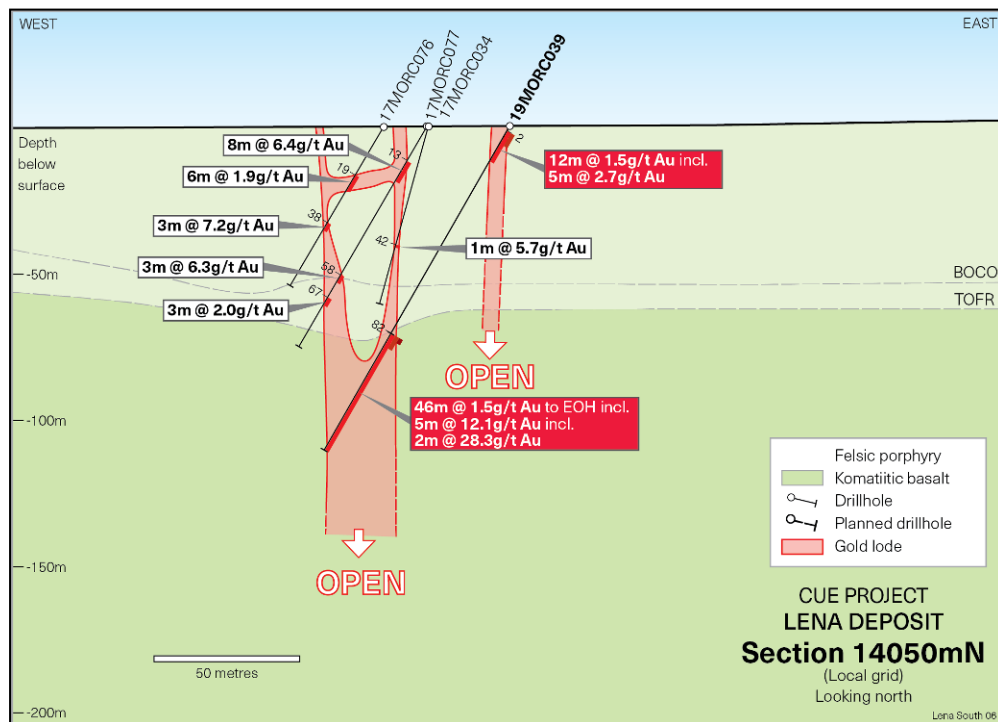 WEST
EAST
17MORC076
17MORC077
17MORC034
19MORC039
Depth
below
surface
8m @ 6.4g/t Au
13
2
12m @ 1.5g/t Au incl.
5m @ 2.7g/t Au
6m @ 1.9g/t Au
19
3m @ 7.2g/t Au
38
42
1m @ 5.7g/t Au
3m @ 6.3g/t Au
58
-50m
BOCO
3m @ 2.0g/t Au
67
TOFR
82
OPEN
-100m
46m @ 1.5g/t Au to EOH incl.
5m @ 12.1g/t Au incl.
2m @ 28.3g/t Au
Felsic porphyry
Komatiitic basalt
Drillhole
Planned drillhole
Gold lode
-150m
OPEN
CUE PROJECT
LENA DEPOSIT
Section 14050mN
(Local grid)
Looking north
50 metres
-200m
Lena South 06